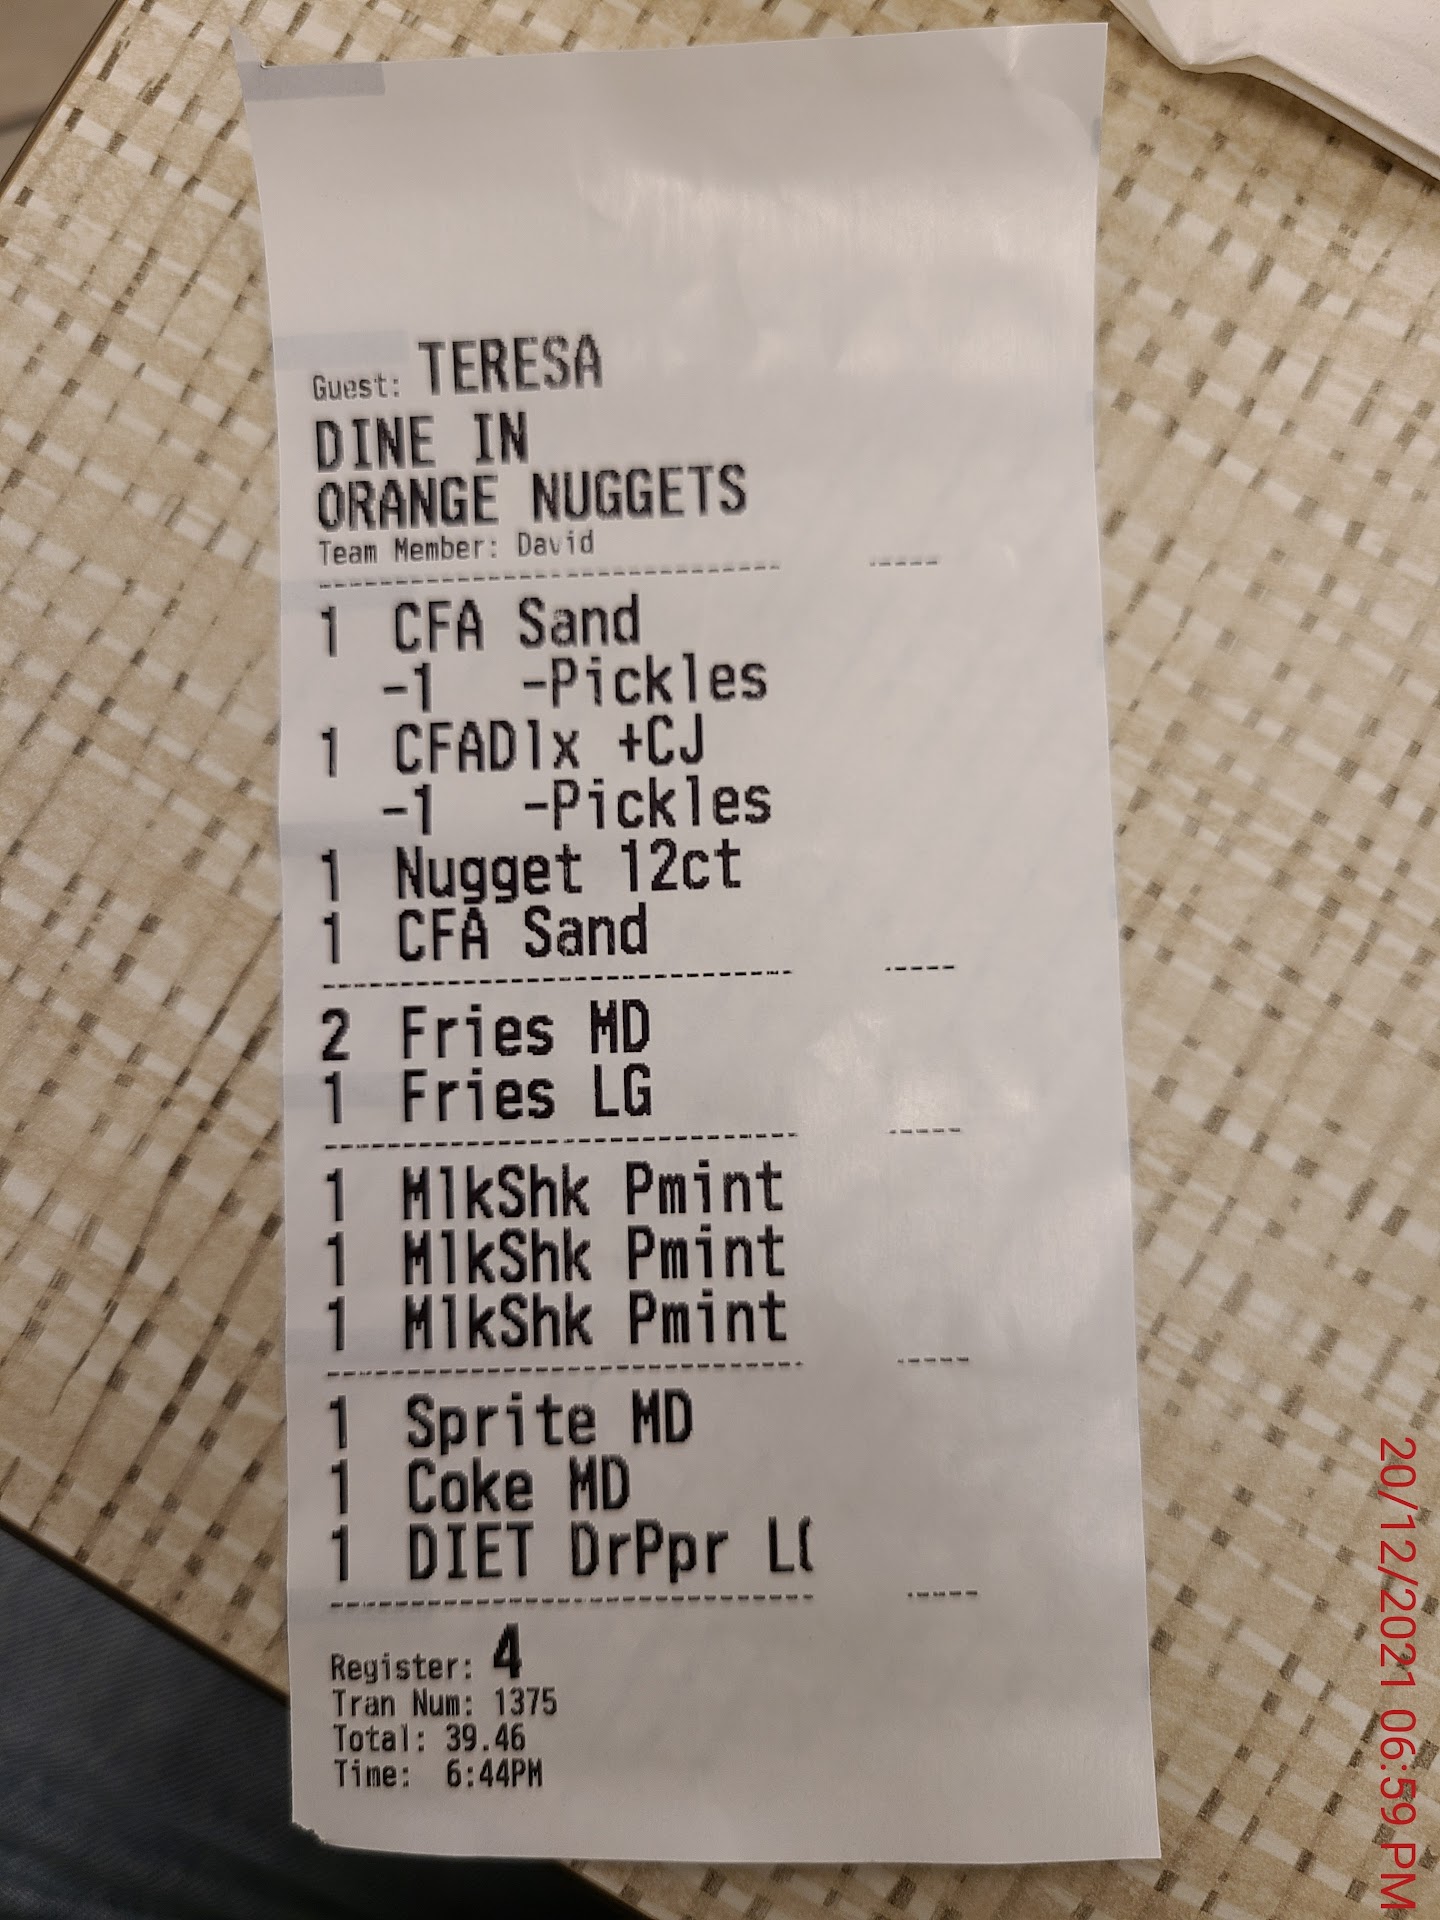 Guest: TERESA
DINE IN
ORANGE NUGGETS
Team Member: David
1 CFA Sand
-1 -Pickles
1 CFADlx +CJ
-1 -Pickles
1 Nugget 12ct
1 CFA Sand
2 Fries MD
1 Fries LG
1 MlkShk Pmint
1 MlkShk Pmint
1 MlkShk Pmint
1 Sprite MD
1 Coke MD
1 DIET DrPpr
Register: 4
Tran Num: 1375
Total: 39.46
Time: 6:44PM
20/12/2021 06:59 PM